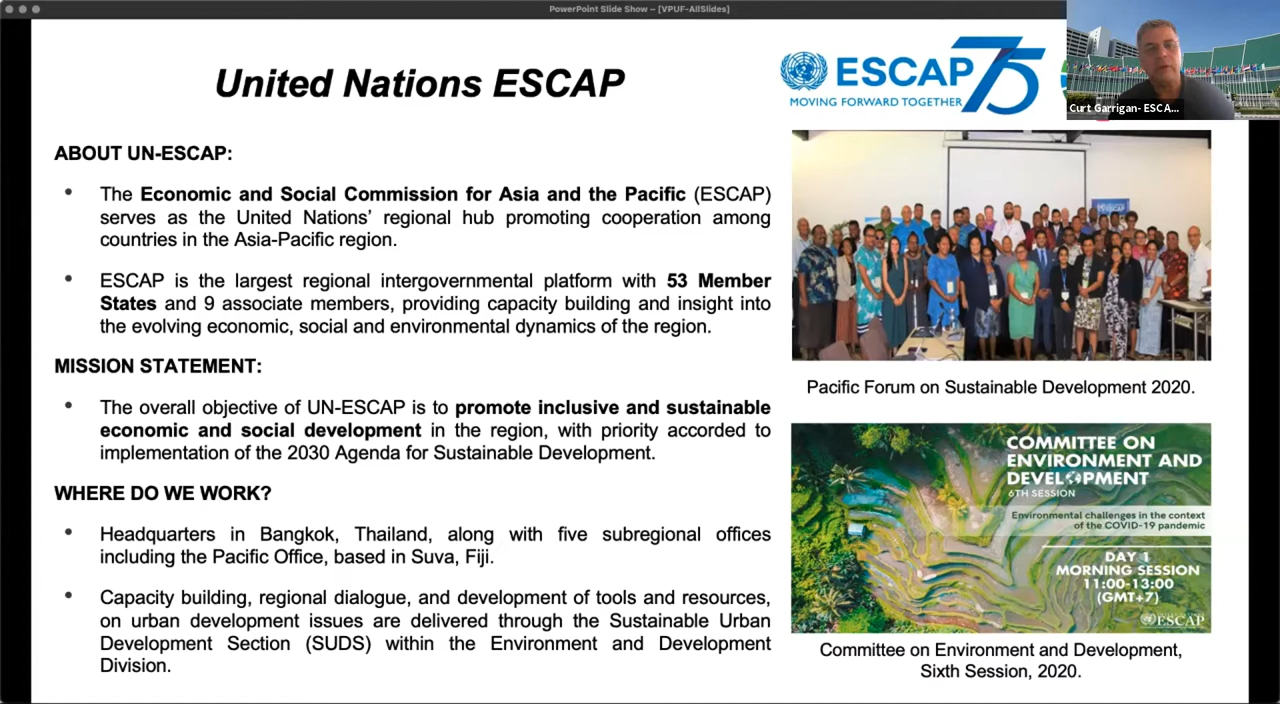 PowerPoint Slide Show – [VPUF-AllSlides]
United Nations ESCAP
ESCAP 75
MOVING FORWARD TOGETHER
Curt Garrigan- ESCA...
ABOUT UN-ESCAP:
• The Economic and Social Commission for Asia and the Pacific (ESCAP)
serves as the United Nations' regional hub promoting cooperation among
countries in the Asia-Pacific region.
• ESCAP is the largest regional intergovernmental platform with 53 Member
States and 9 associate members, providing capacity building and insight into
the evolving economic, social and environmental dynamics of the region.
MISSION STATEMENT:
• The overall objective of UN-ESCAP is to promote inclusive and sustainable
economic and social development in the region, with priority accorded to
implementation of the 2030 Agenda for Sustainable Development.
WHERE DO WE WORK?
• Headquarters in Bangkok, Thailand, along with five subregional offices
including the Pacific Office, based in Suva, Fiji.
• Capacity building, regional dialogue, and development of tools and resources,
on urban development issues are delivered through the Sustainable Urban
Development Section (SUDS) within the Environment and Development
Division.
ESCAP
Pacific Forum on Sustainable Development 2020.
COMMITTEE ON
ENVIRONMENT AND
DEVELOPMENT
6TH SESSION
Environmental challenges in the context
of the COVID-19 pandemic
DAY 1
MORNING SESSION
11:00-13:00
(GMT+7)
ESCAP
Committee on Environment and Development,
Sixth Session, 2020.